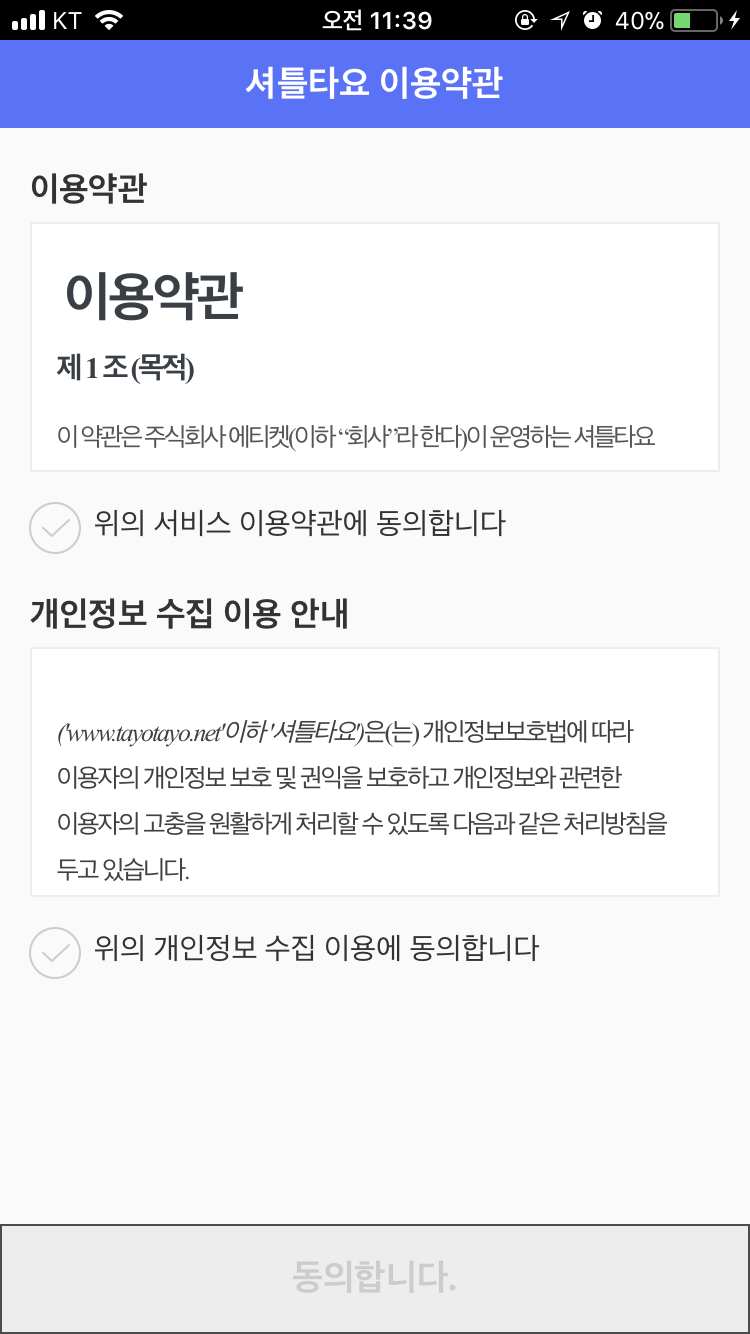 KT 오전 11:39 40%
셔틀타요 이용약관
이용약관
이용약관
제 1 조 (목적)
이 약관은 주식회사 에티켓(이하 “회사”라 한다)이 운영하는 셔틀타요
위의 서비스 이용약관에 동의합니다
개인정보 수집 이용 안내
('www.tayotayo.net'이하 '셔틀타요')은(는) 개인정보보호법에 따라
이용자의 개인정보 보호 및 권익을 보호하고 개인정보와 관련한
이용자의 고충을 원활하게 처리할 수 있도록 다음과 같은 처리방침을
두고 있습니다.
위의 개인정보 수집 이용에 동의합니다
동의합니다.